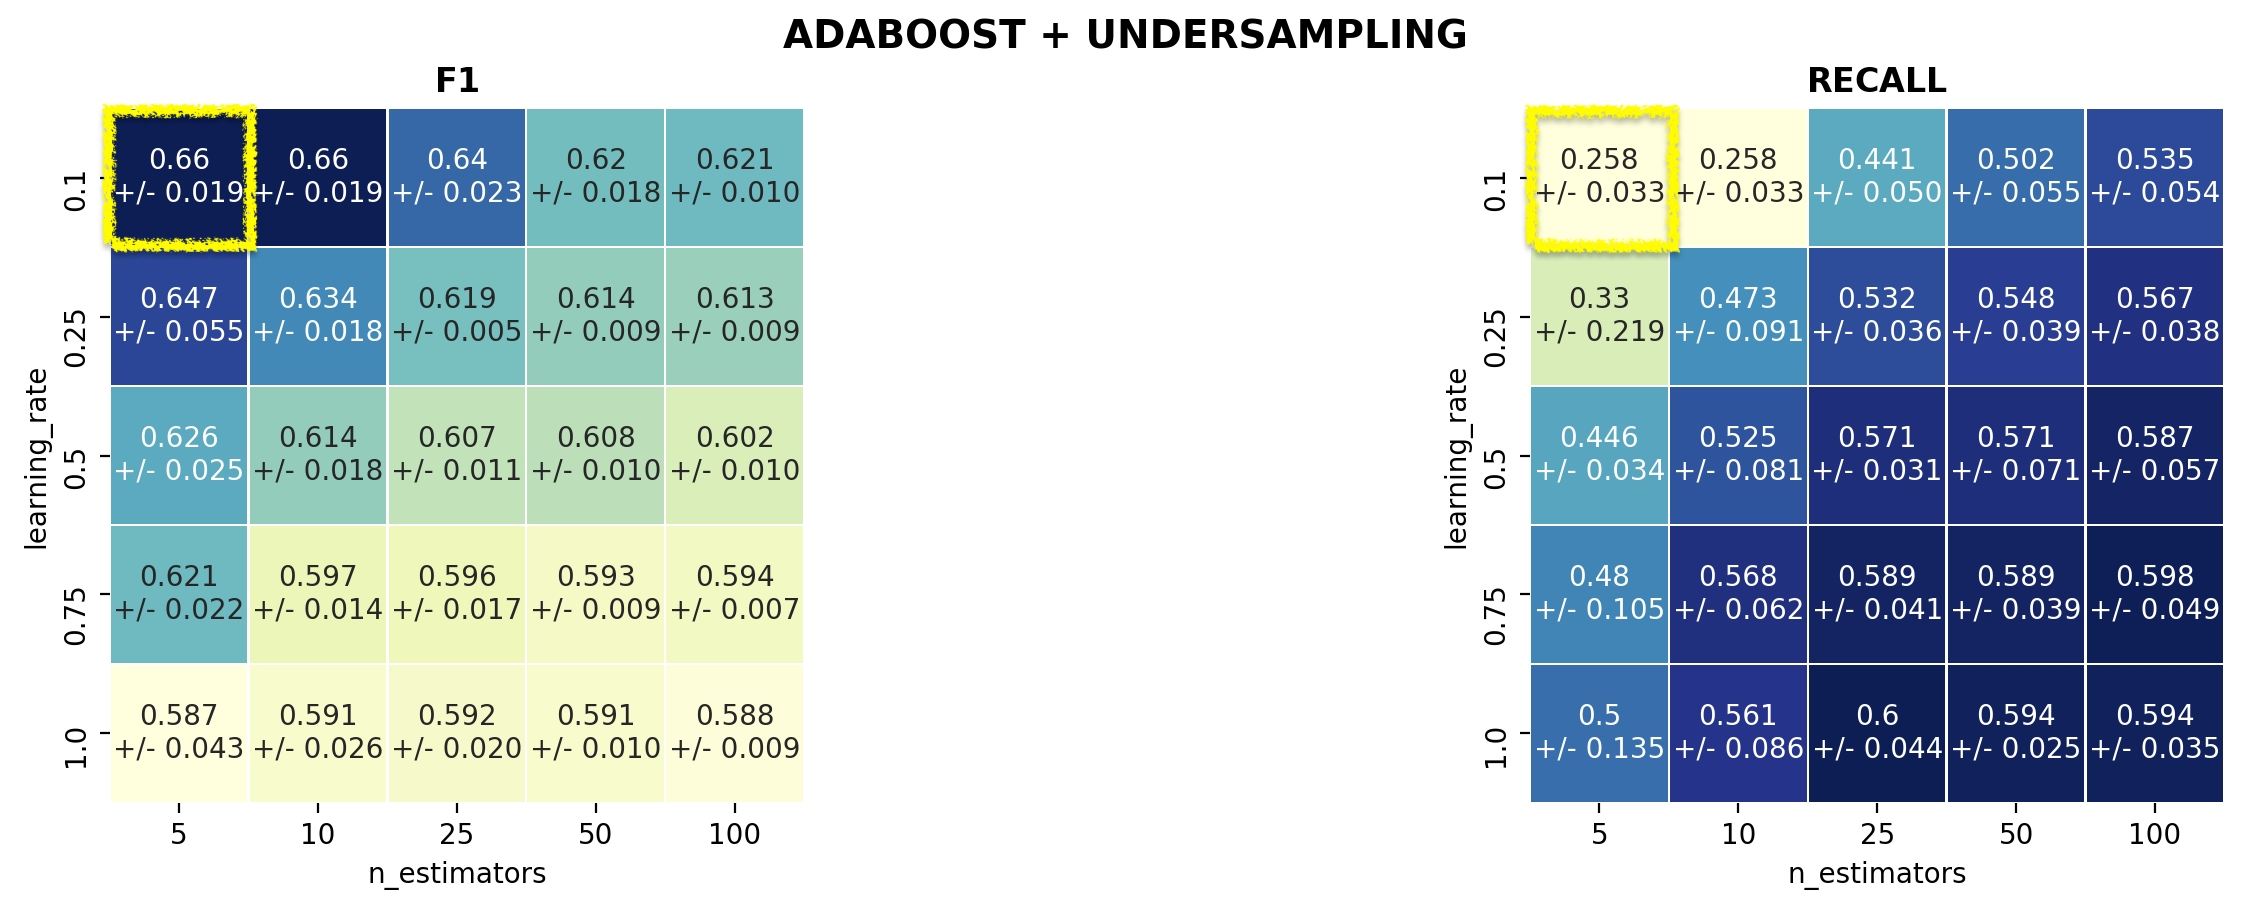 ADABOOST + UNDERSAMPLING
F1
0.1
0.66 0.66 0.64 0.62 0.621
+/- 0.019 +/- 0.019 +/- 0.023 +/- 0.018 +/- 0.010
0.25
0.647 0.634 0.619 0.614 0.613
+/- 0.055 +/- 0.018 +/- 0.005 +/- 0.009 +/- 0.009
0.5
0.626 0.614 0.607 0.608 0.602
+/- 0.025 +/- 0.018 +/- 0.011 +/- 0.010 +/- 0.010
0.75
0.621 0.597 0.596 0.593 0.594
+/- 0.022 +/- 0.014 +/- 0.017 +/- 0.009 +/- 0.007
1.0
0.587 0.591 0.592 0.591 0.588
+/- 0.043 +/- 0.026 +/- 0.020 +/- 0.010 +/- 0.009
learning_rate
5 10 25 50 100
n_estimators
RECALL
0.1
0.258 0.258 0.441 0.502 0.535
+/- 0.033 +/- 0.033 +/- 0.050 +/- 0.055 +/- 0.054
0.25
0.33 0.473 0.532 0.548 0.567
+/- 0.219 +/- 0.091 +/- 0.036 +/- 0.039 +/- 0.038
0.5
0.446 0.525 0.571 0.571 0.587
+/- 0.034 +/- 0.081 +/- 0.031 +/- 0.071 +/- 0.057
0.75
0.48 0.568 0.589 0.589 0.598
+/- 0.105 +/- 0.062 +/- 0.041 +/- 0.039 +/- 0.049
1.0
0.5 0.561 0.6 0.594 0.594
+/- 0.135 +/- 0.086 +/- 0.044 +/- 0.025 +/- 0.035
learning_rate
5 10 25 50 100
n_estimators